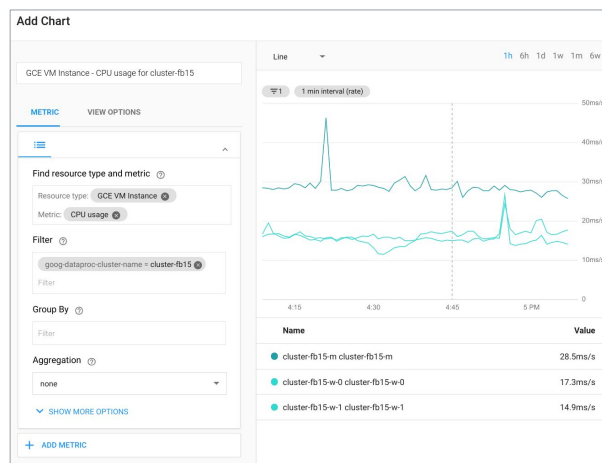 Add Chart
GCE VM Instance - CPU usage for cluster-fb15
METRIC VIEW OPTIONS
Find resource type and metric
Resource type: GCE VM Instance
Metric: CPU usage
Filter
goog-dataproc-cluster-name = cluster-fb15
Filter
Group By
Filter
Aggregation
none
SHOW MORE OPTIONS
+ ADD METRIC
Line
1h 6h 1d 1w 1m 6w
1 1 min interval (rate)
50ms/
40ms/
30ms/
20ms/
10ms/
0
4:15 4:30 4:45 5 PM
Name Value
cluster-fb15-m cluster-fb15-m 28.5ms/s
cluster-fb15-w-0 cluster-fb15-w-0 17.3ms/s
cluster-fb15-w-1 cluster-fb15-w-1 14.9ms/s